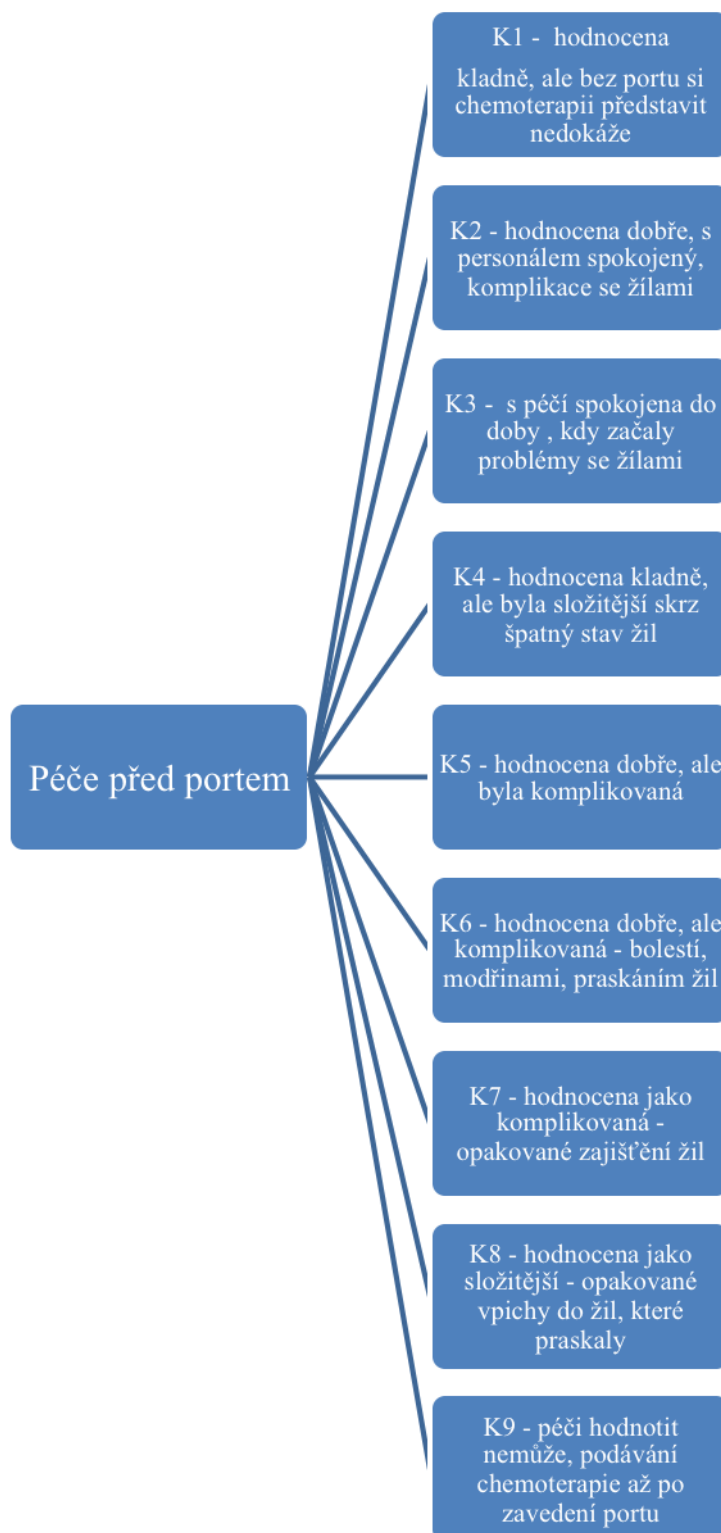 Péče před portem
K1 - hodnocena
kladně, ale bez portu si
chemoterapii představit
nedokáže
K2 - hodnocena dobře, s
personálem spokojený,
komplikace se žílami
K3 - s péčí spokojena do
doby , kdy začaly
problémy se žílami
K4 - hodnocena kladně,
ale byla složitější skrz
špatný stav žil
K5 - hodnocena dobře, ale
byla komplikovaná
K6 - hodnocena dobře, ale
komplikovaná - bolestí,
modřinami, praskáním žil
K7 - hodnocena jako
komplikovaná -
opakované zajišťění žil
K8 - hodnocena jako
složitější - opakované
vpichy do žil, které
praskaly
K9 - péči hodnotit
nemůže, podávání
chemoterapie až po
zavedení portu